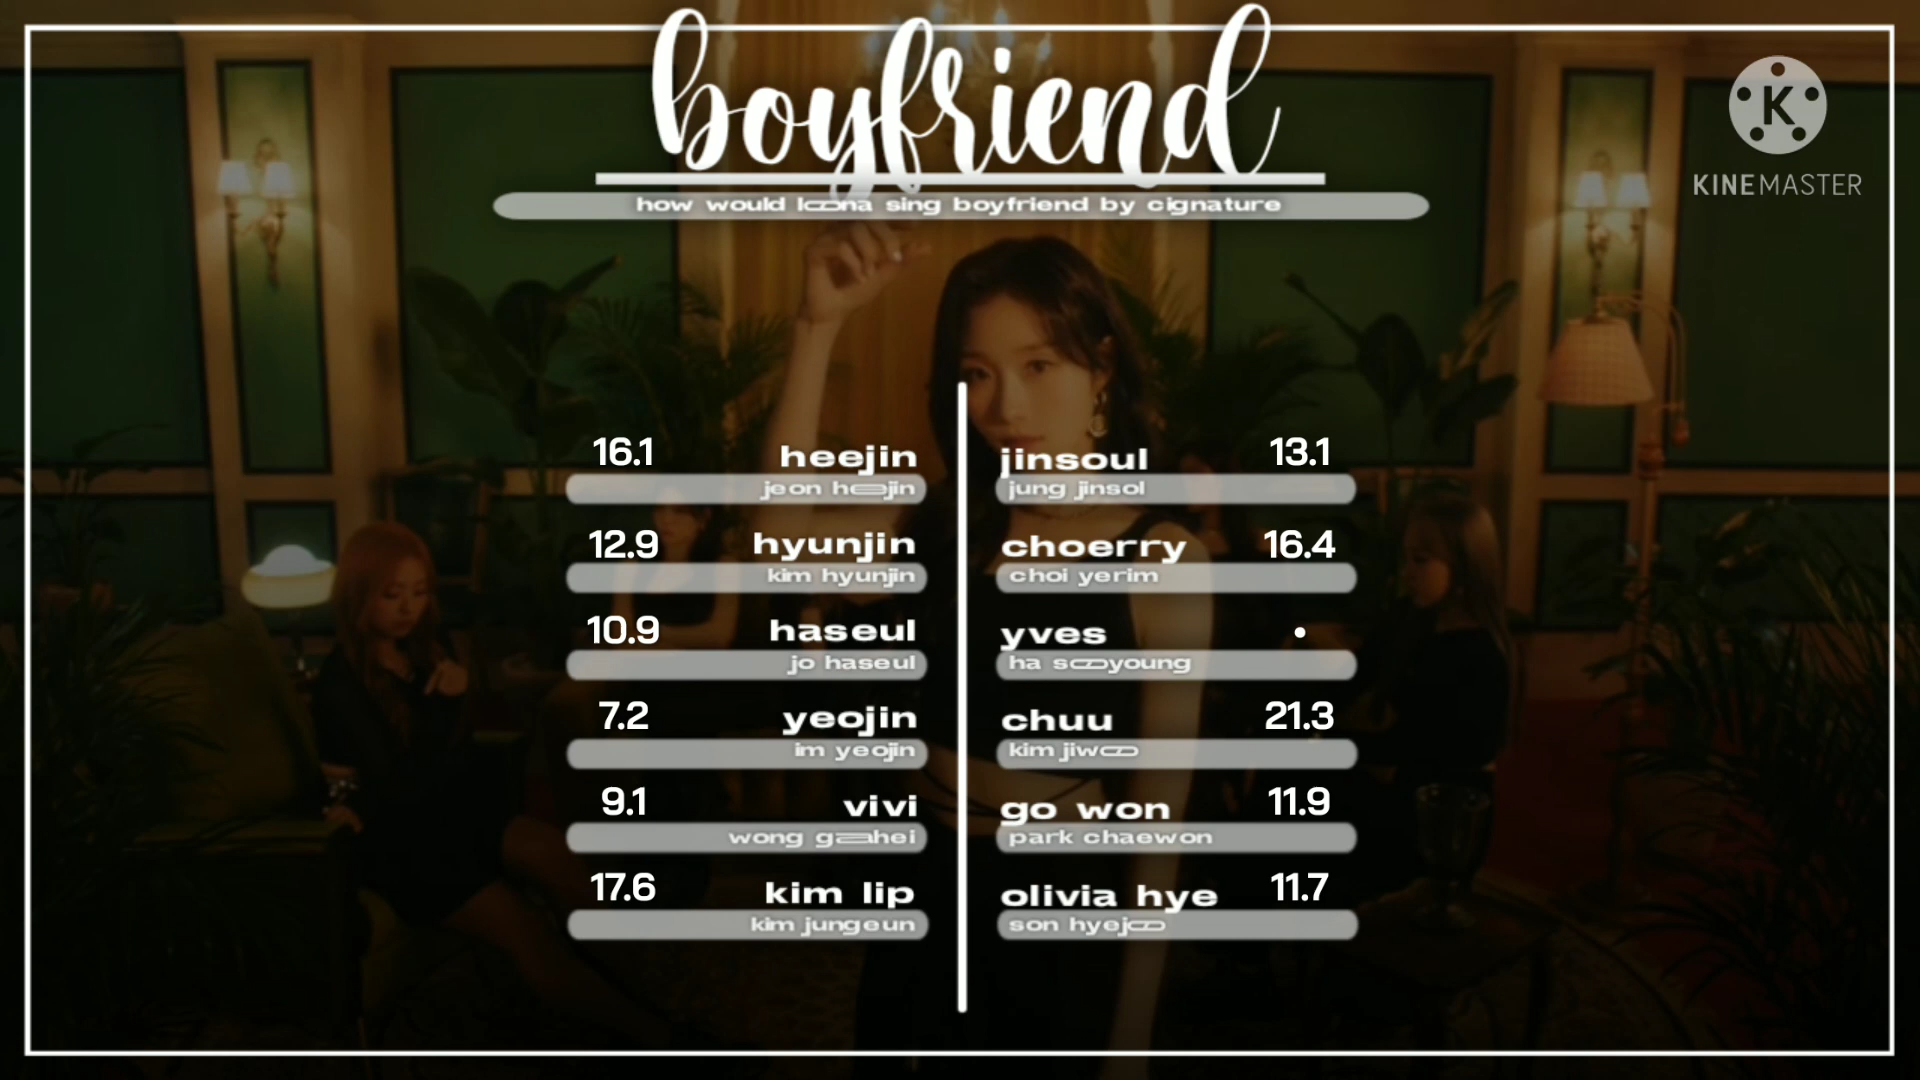 boyfriend
how would loona sing boyfriend by cignature
KINEMASTER
16.1 heejin
jeon heejin
12.9 hyunjin
kim hyunjin
10.9 haseul
jo haseul
7.2 yeojin
im yeojin
9.1 vivi
wong gaahei
17.6 kim lip
kim jungeun
jinsoul 13.1
jung jinsol
choerry 16.4
choi yerim
yves •
ha sooyoung
chuu 21.3
kim jiwoo
go won 11.9
park chaewon
olivia hye 11.7
son hyejoo